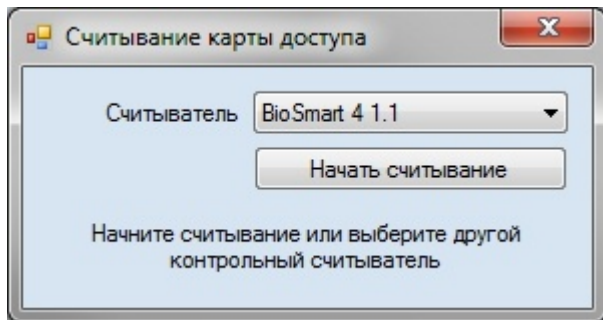 Считывание карты доступа
Считыватель BioSmart 4 1.1
Начать считывание
Начните считывание или выберите другой
контрольный считыватель